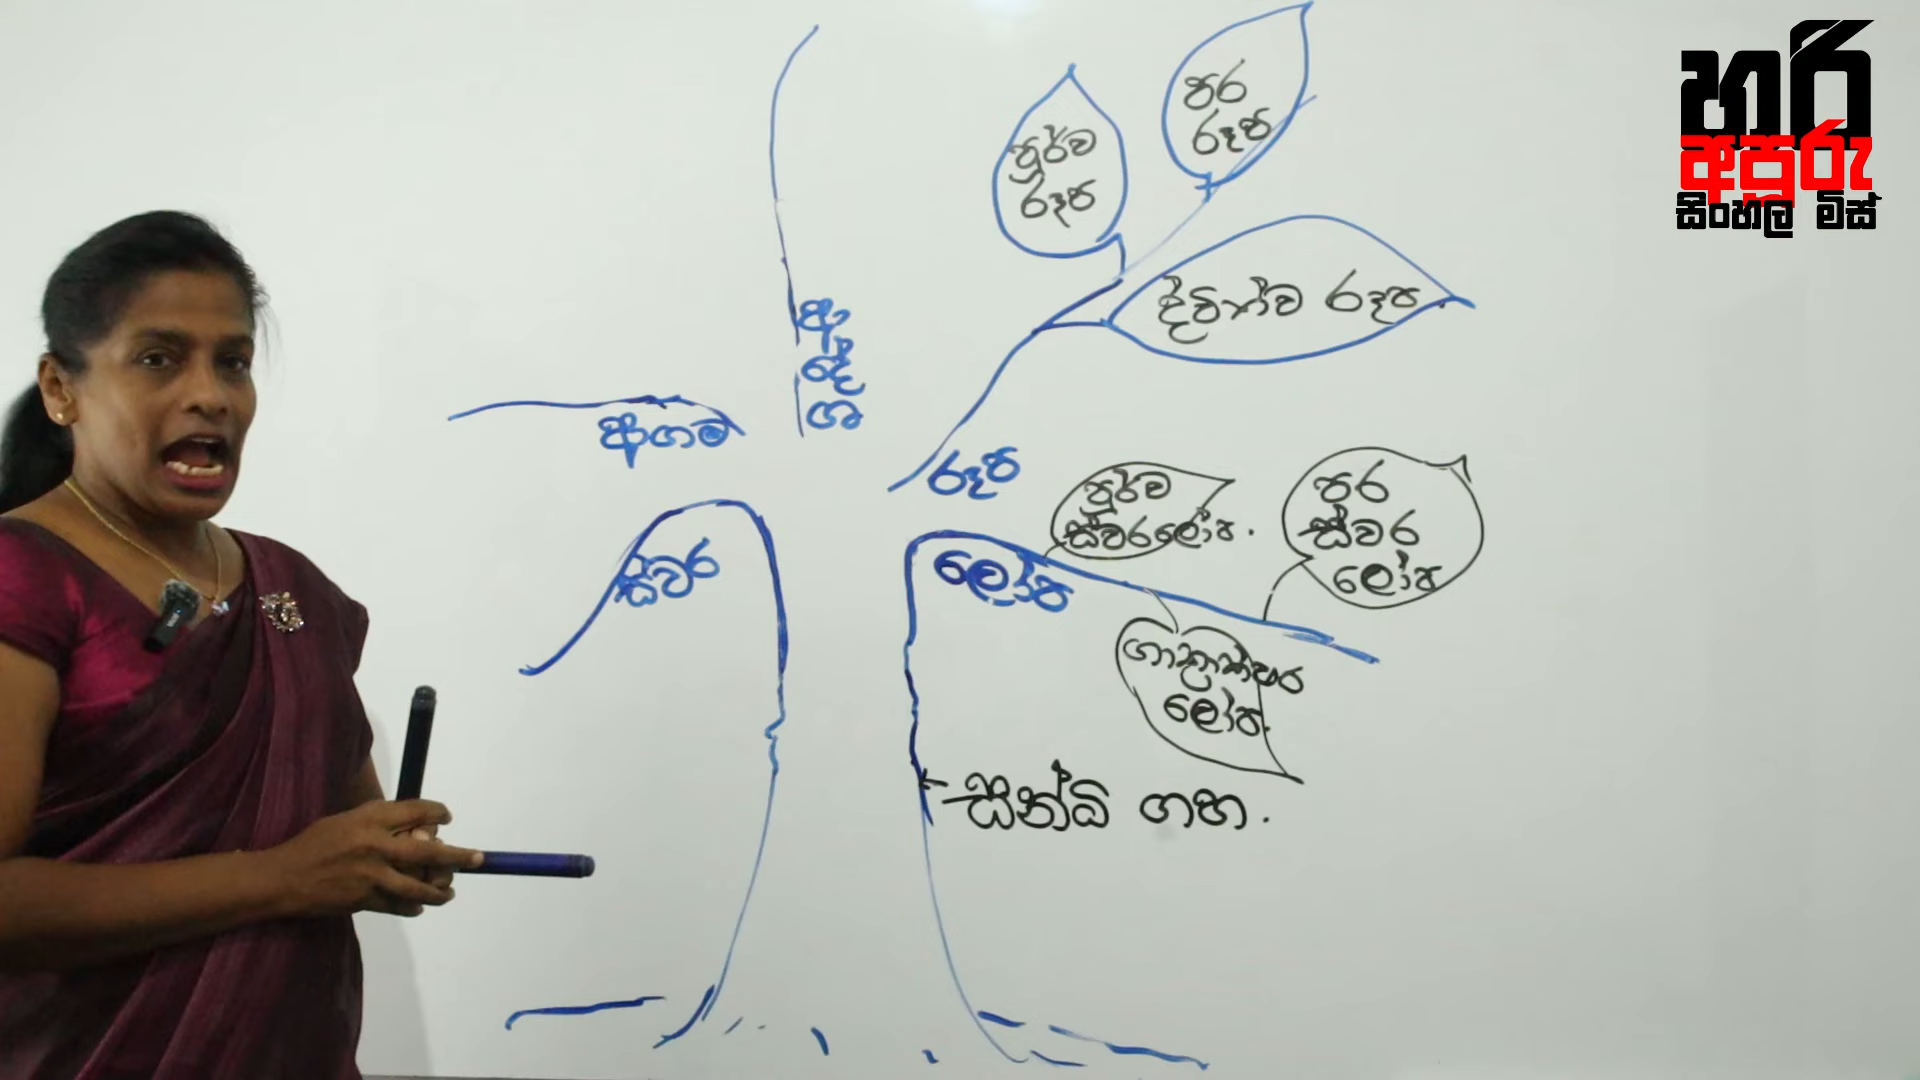 හරි
අපූරු
සිංහල මිස්
පර
රූප
පූර්ව
රූප
ද්විත්ව රූප
ආ
දේ
ශ
ආගම
රූප
පූර්ව
ස්වරලෝප.
පර
ස්වර
ලෝප
ස්වර
ලෝප
ගාත්‍රාක්ෂර
ලෝප.
සන්ධි ගහ.